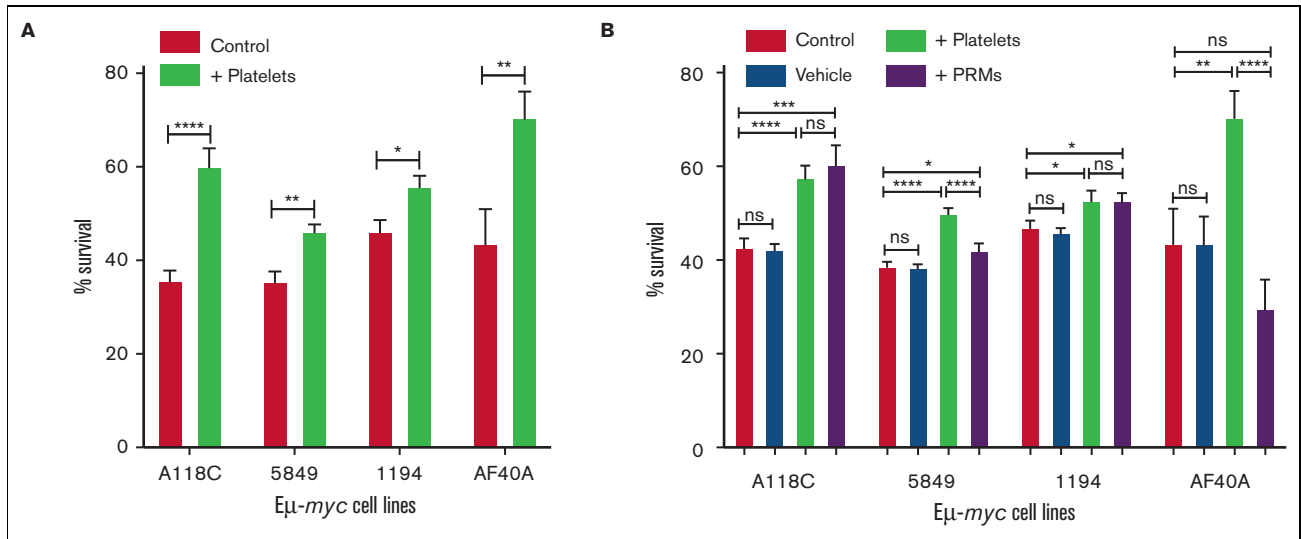 A
Control
+ Platelets
% survival
80
60
40
20
0
****
**
*
**
A118C
5849
1194
AF40A
Eµ-myc cell lines
B
Control
+ Platelets
Vehicle
+ PRMs
% survival
80
60
40
20
0
***
****
ns
ns
*
****
****
ns
*
*
ns
ns
ns
**
****
ns
A118C
5849
1194
AF40A
Eµ-myc cell lines